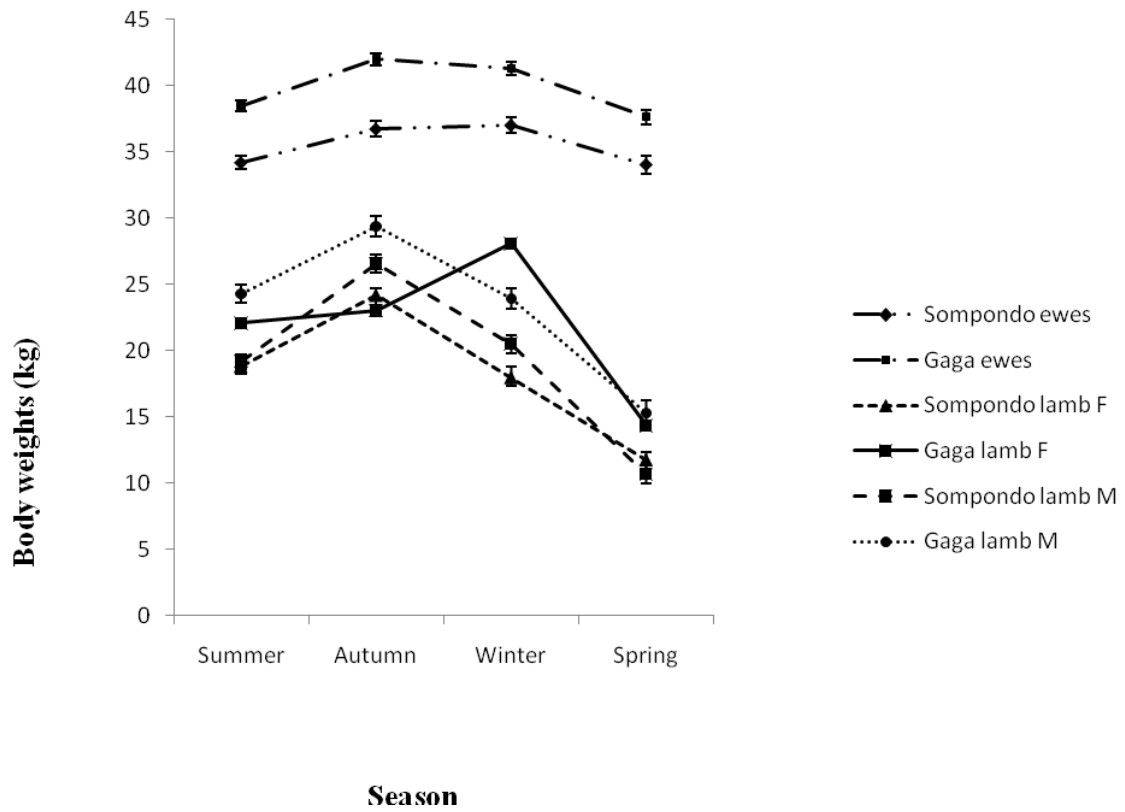 45
40
35
30
25
20
15
10
5
0
Body weights (kg)
Summer Autumn Winter Spring
Season
Sompondo ewes
Gaga ewes
Sompondo lamb F
Gaga lamb F
Sompondo lamb M
Gaga lamb M